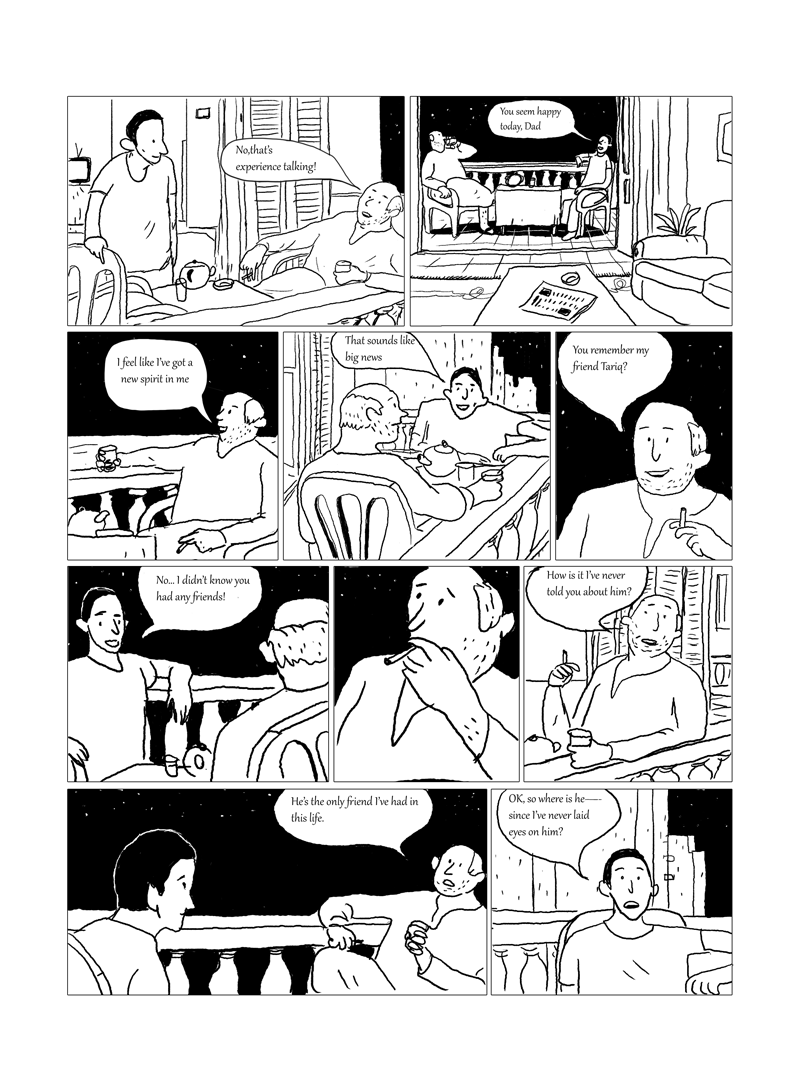 No,that's
experience talking!
You seem happy
today, Dad
I feel like I've got a
new spirit in me
That sounds like
big news
You remember my
friend Tariq?
No... I didn't know you
had any friends!
How is it I've never
told you about him?
He's the only friend I've had in
this life.
OK, so where is he—
since I've never laid
eyes on him?